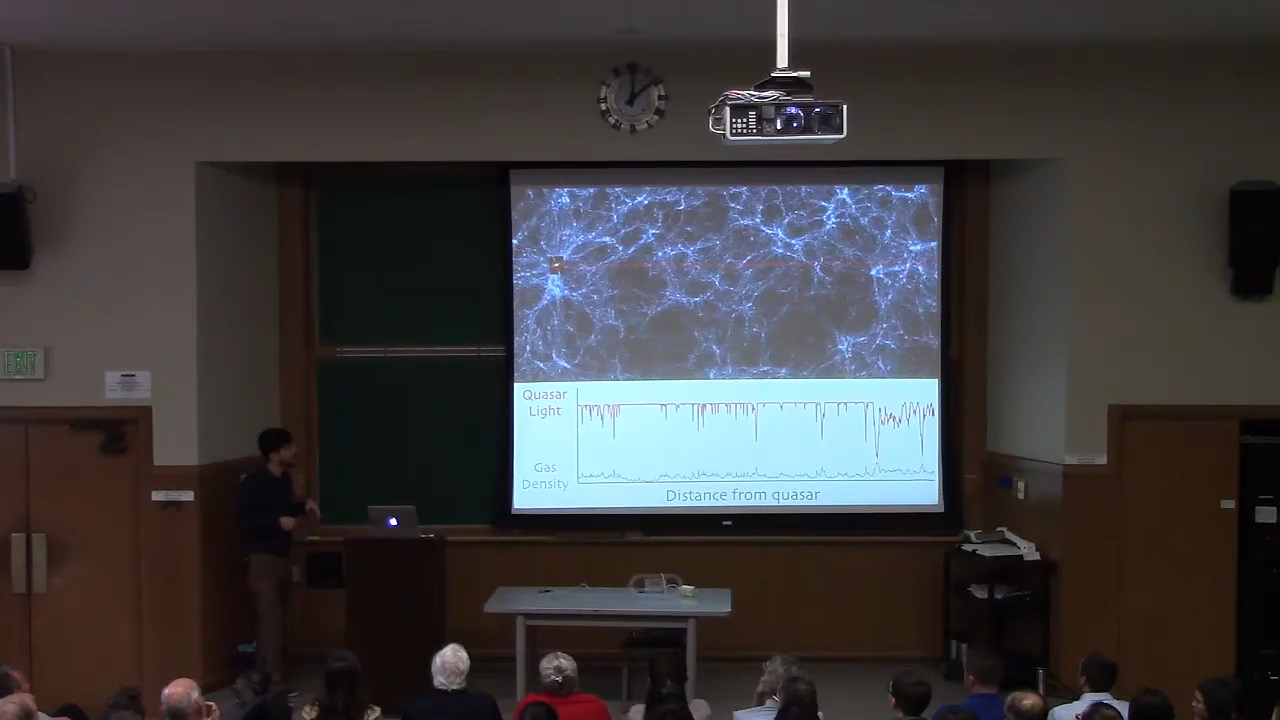 Quasar
Light
Gas
Density
Distance from quasar
EXIT